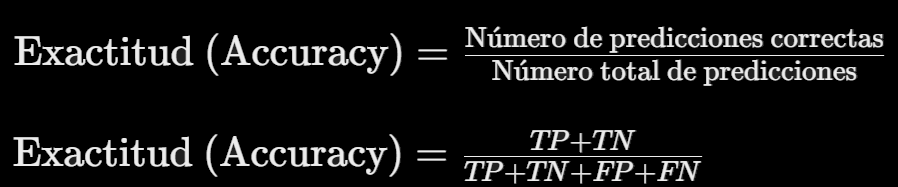 Exactitud (Accuracy) = Número de predicciones correctas / Número total de predicciones
Exactitud (Accuracy) = TP+TN / TP+TN+FP+FN